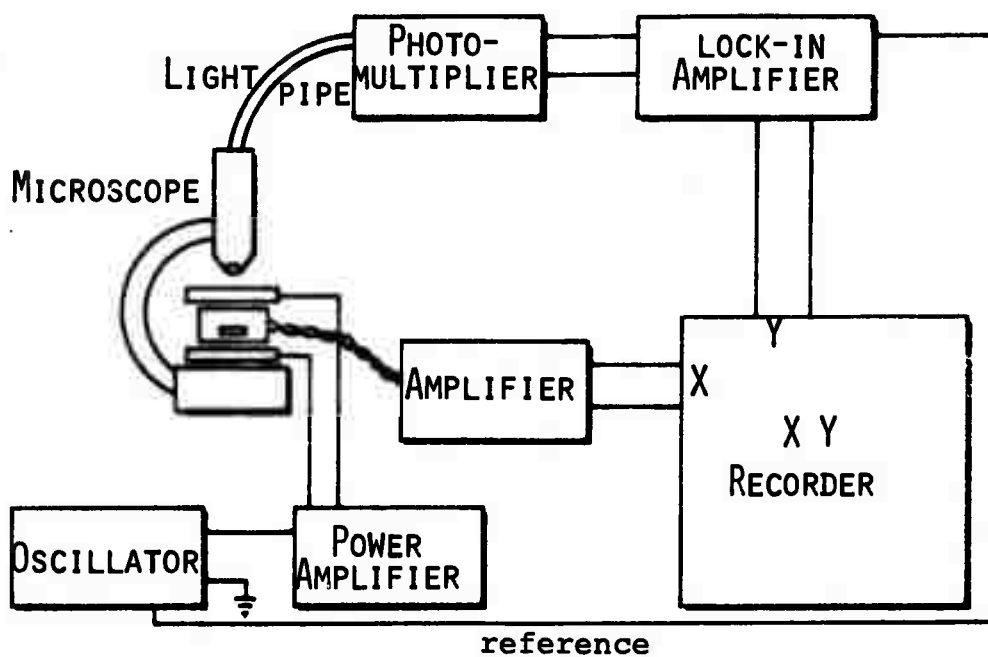 PHOTO-
MULTIPLIER
LOCK-IN
AMPLIFIER
LIGHT PIPE
MICROSCOPE
Y
X
AMPLIFIER
X Y
RECORDER
OSCILLATOR
POWER
AMPLIFIER
reference